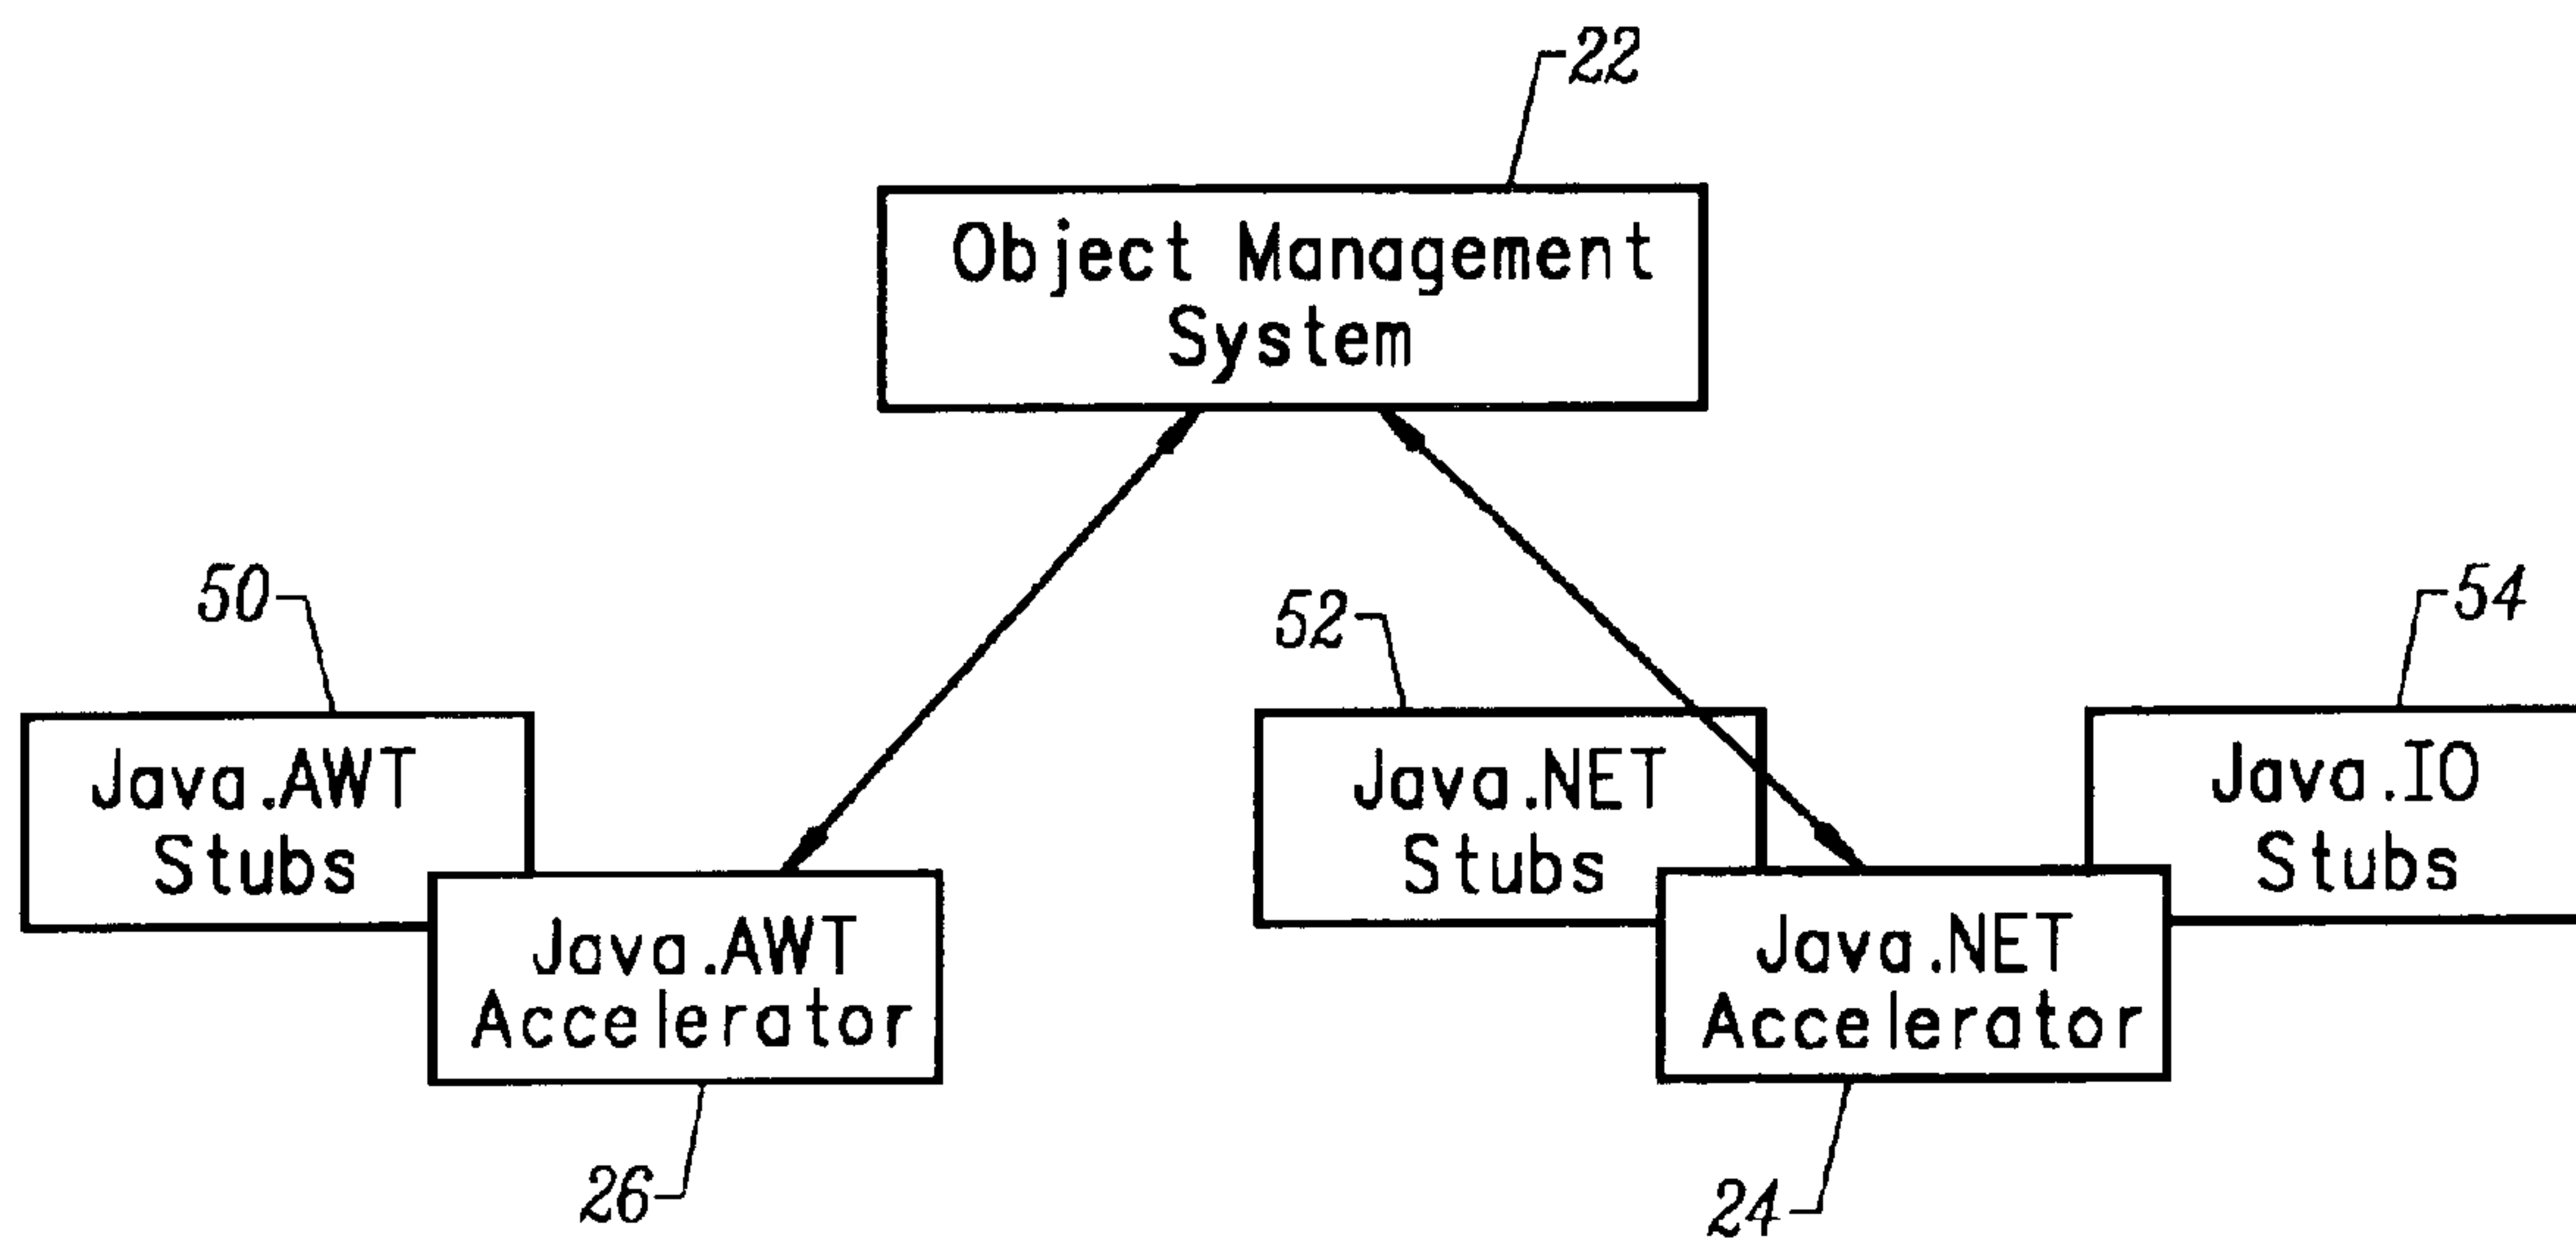 22
Object Management
System
50
52
54
Java.AWT
Stubs
Java.NET
Stubs
Java.IO
Stubs
Java.AWT
Accelerator
Java.NET
Accelerator
26
24